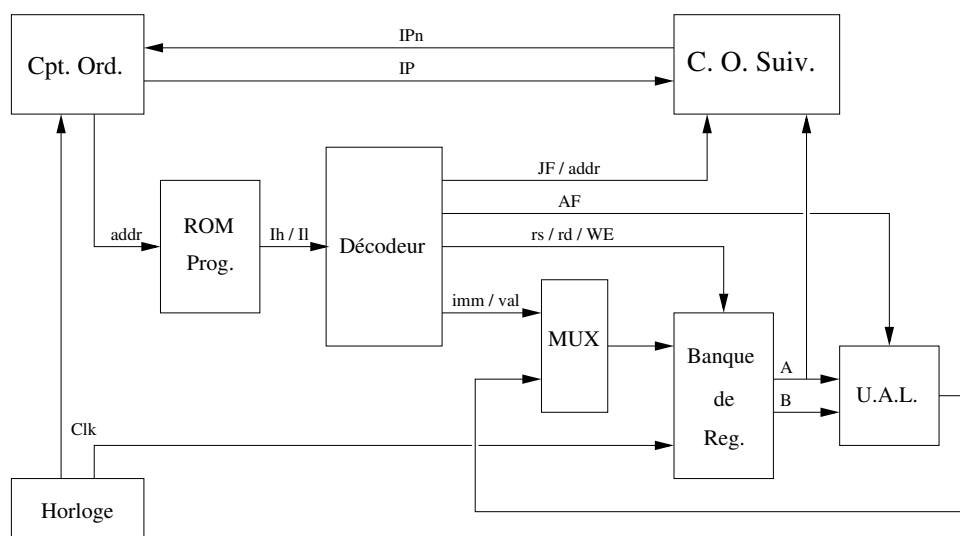 IPn
Cpt. Ord.
IP
C. O. Suiv.
JF / addr
AF
ROM
Prog.
addr
Ih / Il
Décodeur
rs / rd / WE
imm / val
MUX
Banque
de
Reg.
A
B
U.A.L.
Clk
Horloge